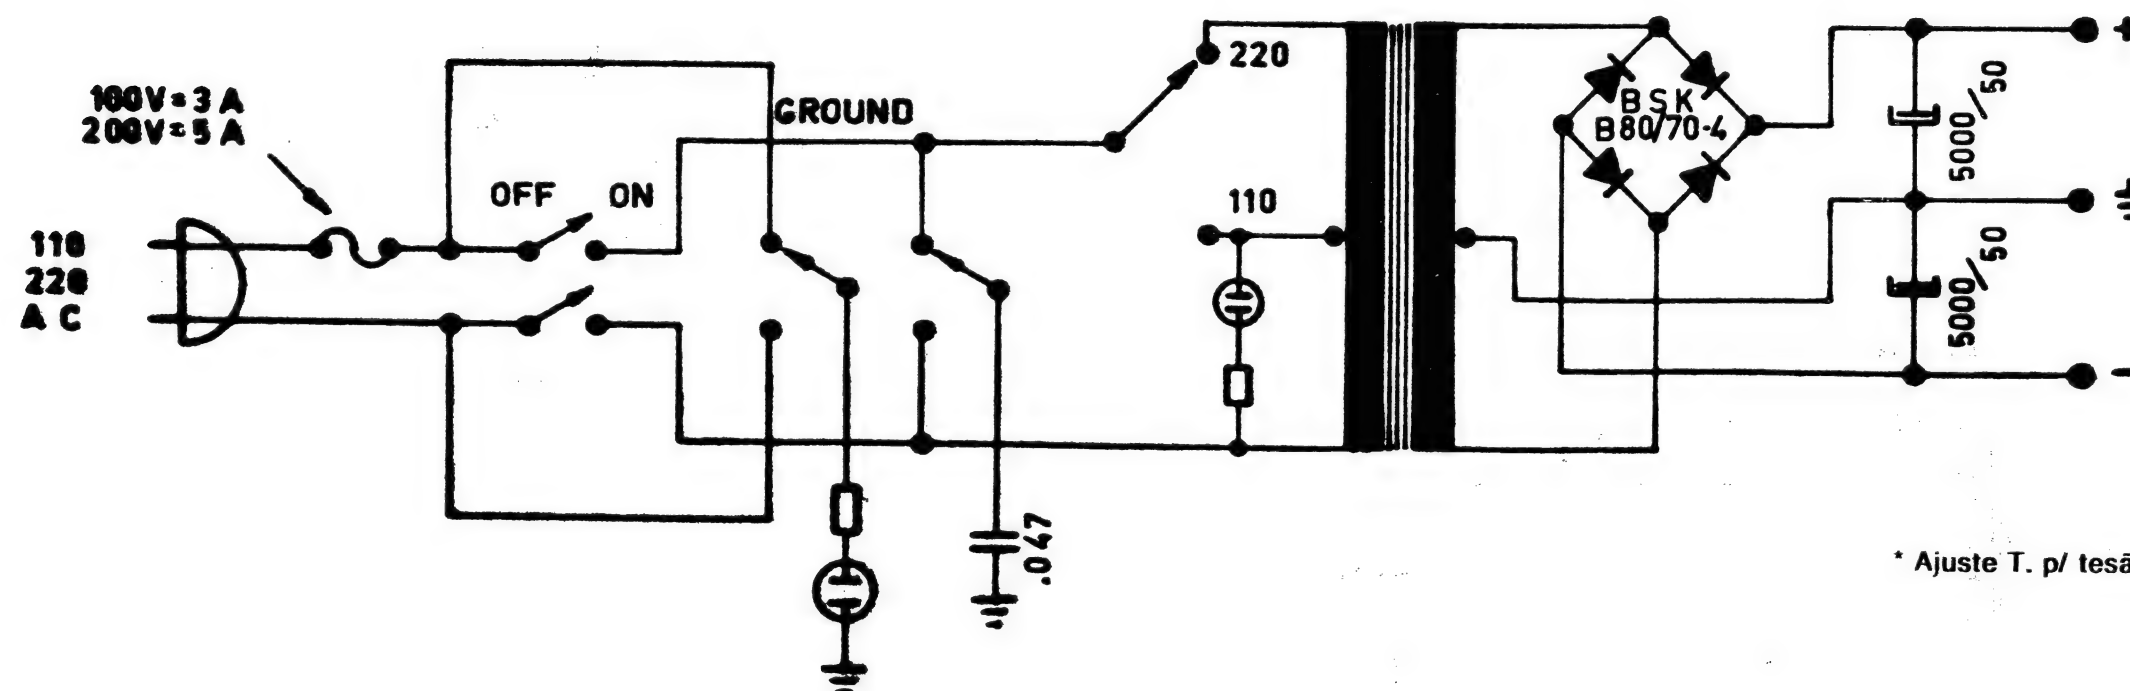 100V=3 A
200V=5 A
110
220
A C
OFF ON
GROUND
220
110
BSK
B80/70-4
5000/50
5000/50
.047
* Ajuste T. p/ tesã